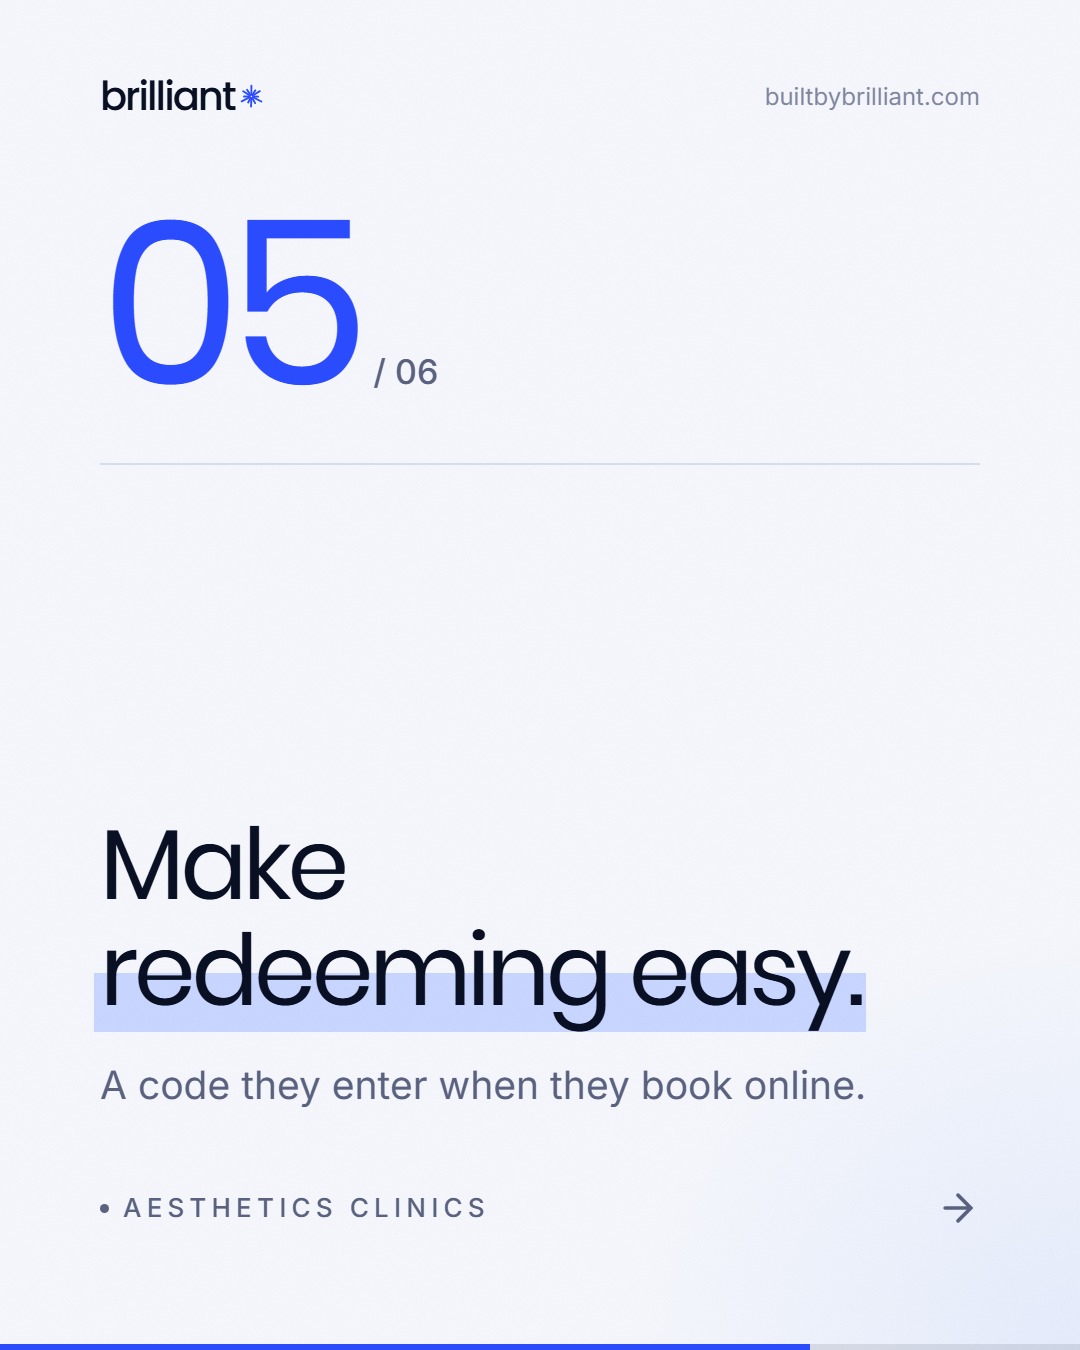 brilliant
builtbybrilliant.com
05 / 06
Make
redeeming easy.
A code they enter when they book online.
• AESTHETICS CLINICS